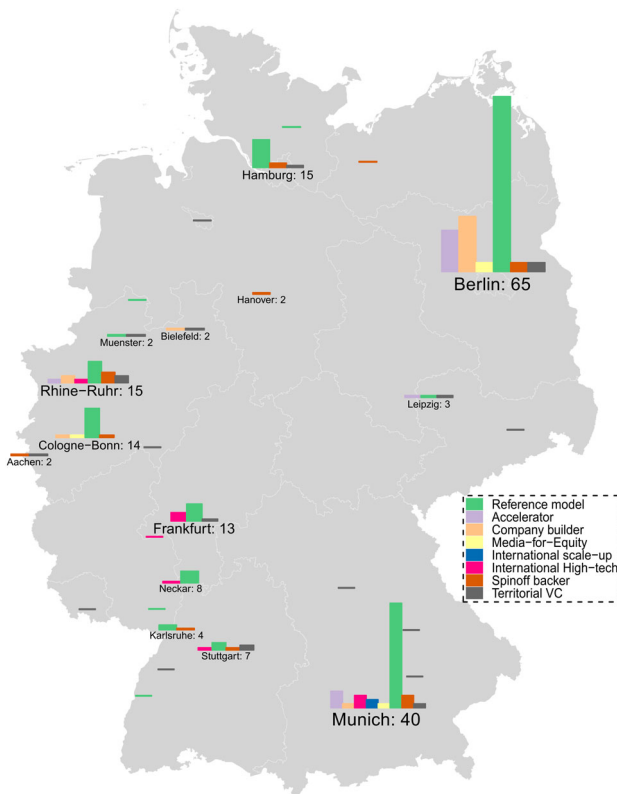 Hamburg: 15
Berlin: 65
Hanover: 2
Muenster: 2
Bielefeld: 2
Rhine−Ruhr: 15
Leipzig: 3
Cologne−Bonn: 14
Aachen: 2
Frankfurt: 13
Neckar: 8
Karlsruhe: 4
Stuttgart: 7
Munich: 40
Reference model
Accelerator
Company builder
Media−for−Equity
International scale−up
International High−tech
Spinoff backer
Territorial VC